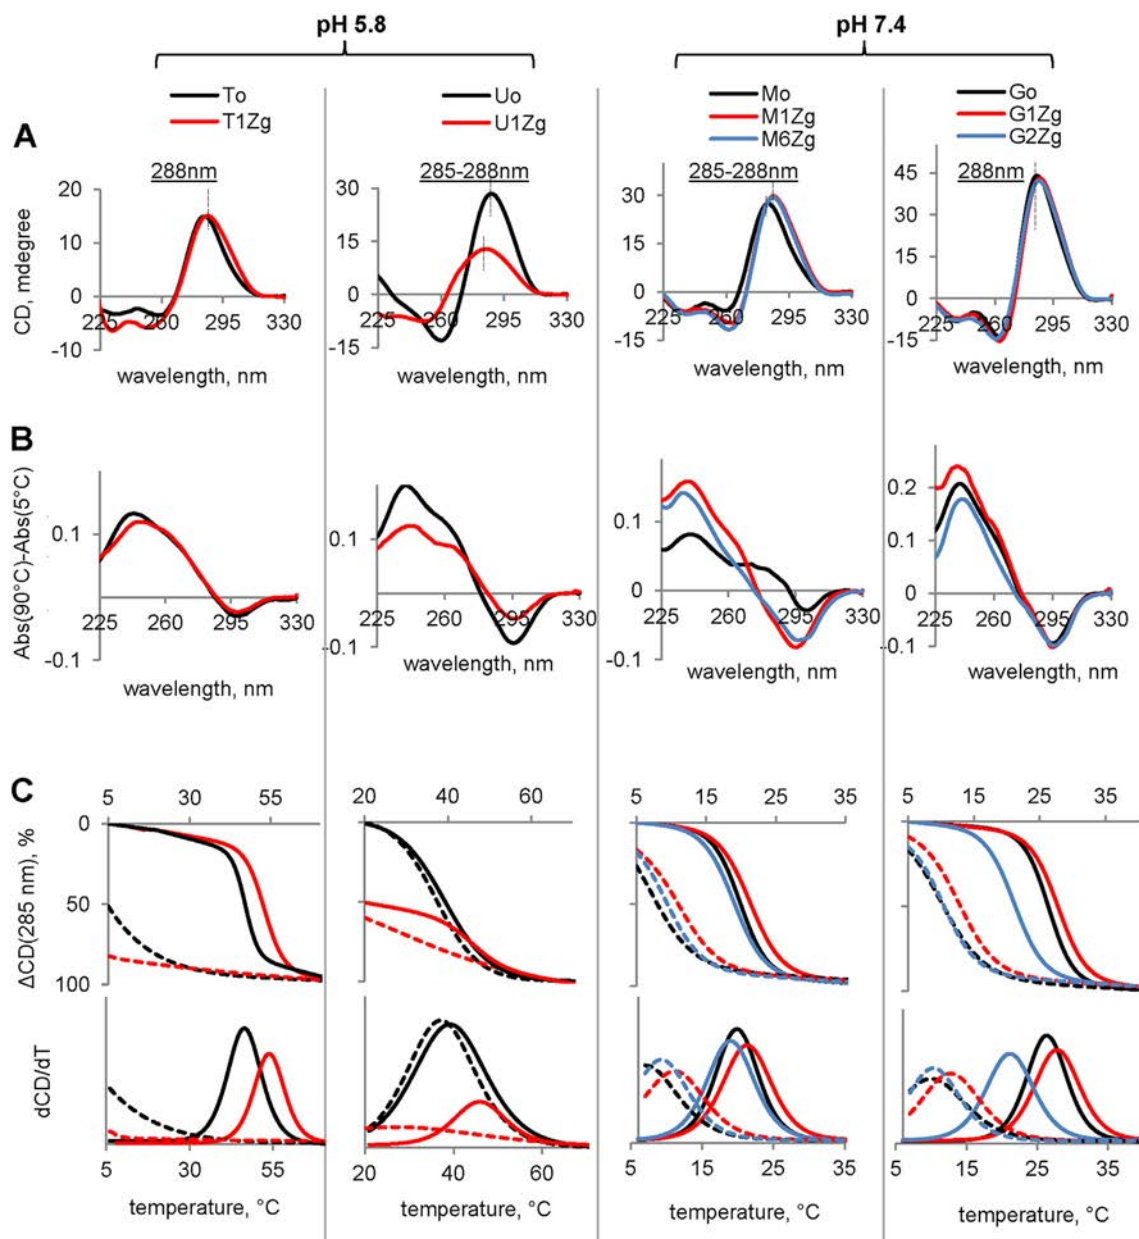 pH 5.8 pH 7.4
To Uo Mo Go
T1Zg U1Zg M1Zg G1Zg
M6Zg G2Zg
A
288nm 285-288nm 285-288nm 288nm
CD, mdegree
20 10 0 -10
225 260 295 330
30 15 0 -15
225 260 295 330
30 15 0 -15
225 260 295 330
45 30 15 0 -15
225 260 295 330
wavelength, nm wavelength, nm wavelength, nm wavelength, nm
B
Abs(90°C)-Abs(5°C)
0.1 -0.1
225 260 295 330
0.1 -0.1
225 260 295 330
0.1 0 -0.1
225 260 295 330
0.2 0.1 0 -0.1
225 260 295 330
wavelength, nm wavelength, nm wavelength, nm wavelength, nm
C
5 30 55 20 40 60 5 15 25 35 5 15 25 35
ΔCD(285 nm), %
0
50
100
dCD/dT
5 30 55 20 40 60 5 15 25 35 5 15 25 35
temperature, °C temperature, °C temperature, °C temperature, °C